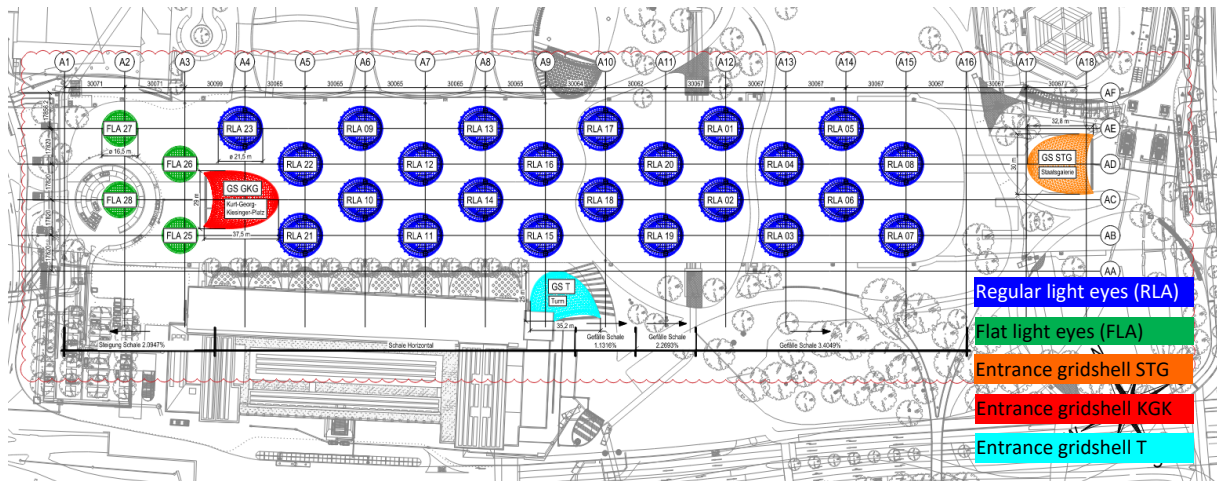 A1 A2 A3 A4 A5 A6 A7 A8 A9 A10 A11 A12 A13 A14 A15 A16 A17 A18
30071 30071 30099 30065 30065 30065 30065 30065 30064 30062 30067 30067 30067 30067 30067 30067 30067
AF
32,8 m
FLA 27 RLA 23 RLA 09 RLA 13 RLA 17 RLA 01 RLA 05 AE
ø 16,5 m ø 21,5 m
GS STG
FLA 26 RLA 22 RLA 12 RLA 16 RLA 20 RLA 04 RLA 08 AD
Staatsgalerie
30 m
GS GKG
29 m
FLA 28 Kurt-Georg- RLA 10 RLA 14 RLA 18 RLA 02 RLA 06 AC
Kiesinger-Platz
FLA 25 37,5 m RLA 21 RLA 11 RLA 15 RLA 19 RLA 03 RLA 07 AB
AA
GS T
Turm
35,2 m
Steigung Schale 2.0947%
Schale Horizontal
Gefälle Schale
1.1316%
Gefälle Schale
2.2693%
Gefälle Schale 3.4049%
Regular light eyes (RLA)
Flat light eyes (FLA)
Entrance gridshell STG
Entrance gridshell KGK
Entrance gridshell T